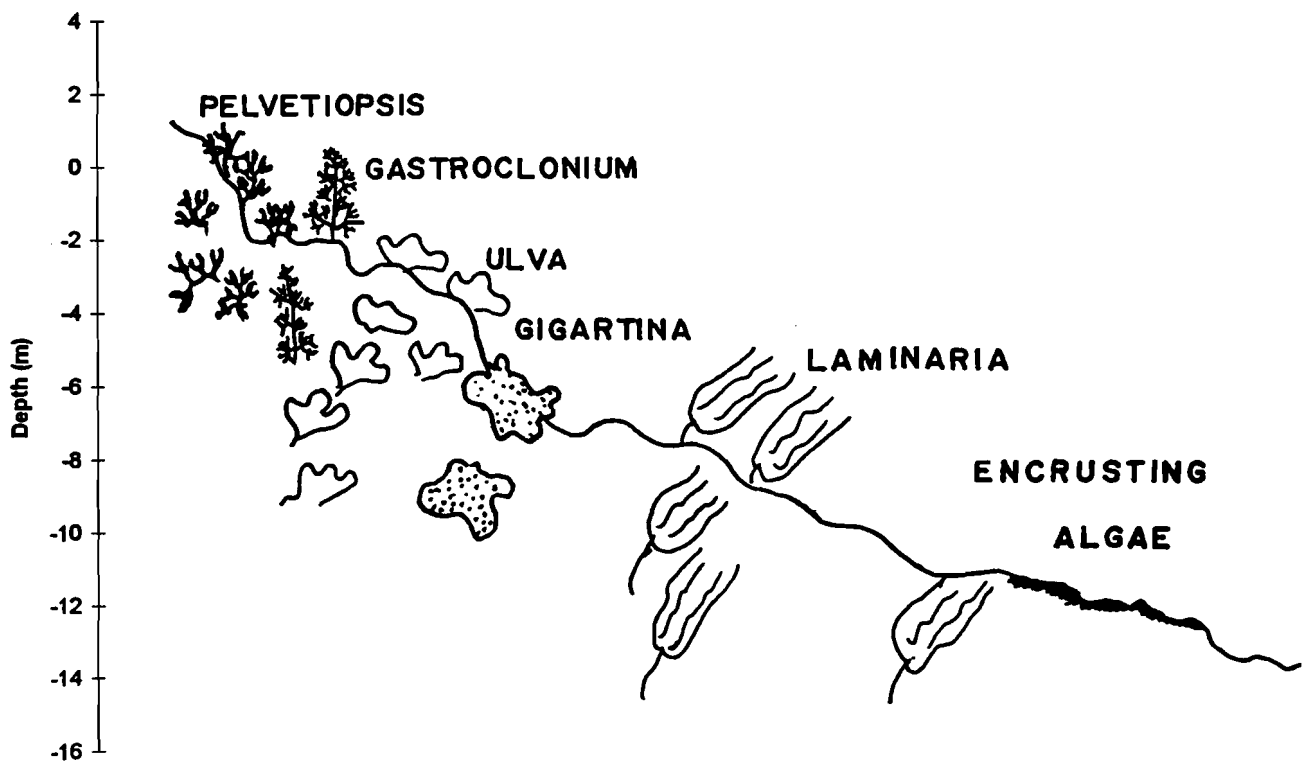 4
2
0
-2
-4
-6
-8
-10
-12
-14
-16
Depth (m)
PELVETIOPSIS
GASTROCLONIUM
ULVA
GIGARTINA
LAMINARIA
ENCRUSTING
ALGAE